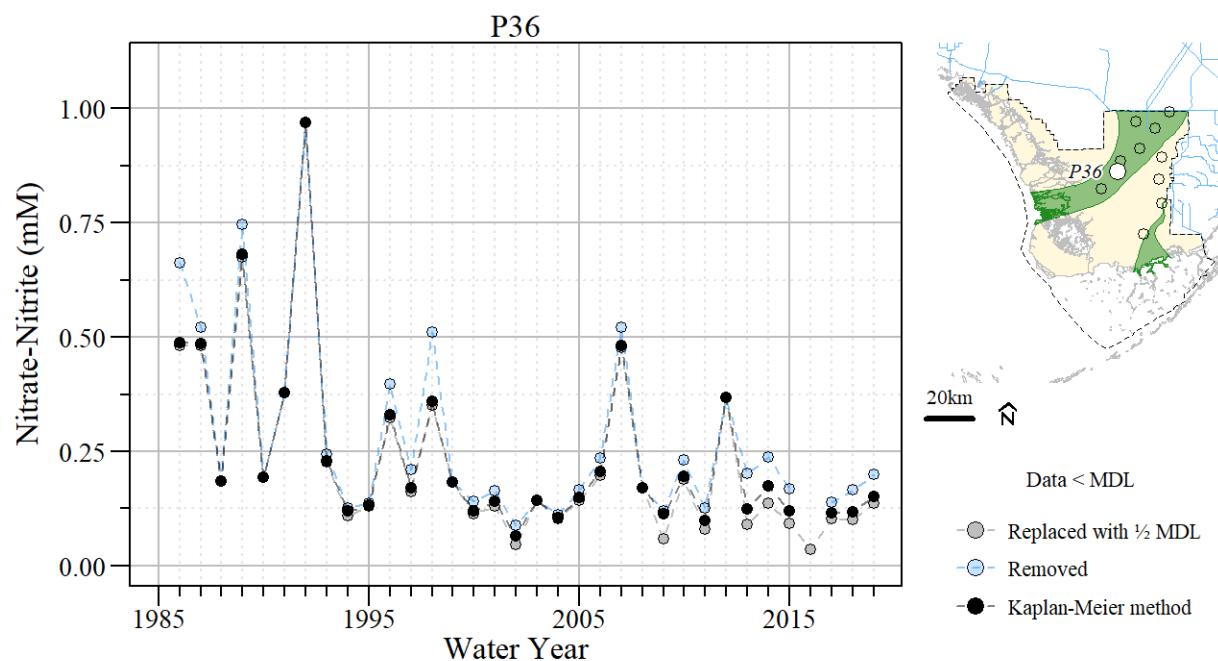 P36
Nitrate-Nitrite (mM)
1.00
0.75
0.50
0.25
0.00
1985
1995
2005
2015
Water Year
P36
20km
N
Data < MDL
Replaced with ½ MDL
Removed
Kaplan-Meier method